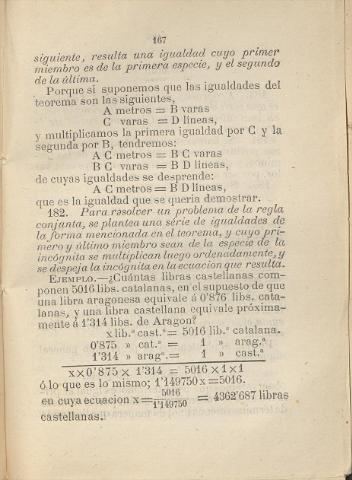 167
siguiente, resulta una igualdad cuyo primer
miembro es de la primera especie, y el segundo
de la última.
Porque si suponemos que las igualdades del
teorema son las siguientes,
A metros = B varas
C varas = D lineas,
y multiplicamos la primera igualdad por C y la
segunda por B, tendremos:
A C metros = B C varas
B C varas = B D lineas,
de cuyas igualdades se desprende:
A C metros = B D lineas,
que es la igualdad que se queria demostrar.
182. Para resolver un problema de la regla
conjunta, se plantea una série de igualdades de
la forma mencionada en el teorema, y cuyo pri-
mero y último miembro sean de la especie de la
incógnita se multiplican luego ordenadamente, y
se despeja la incógnita en la ecuacion que resulta.
EJEMPLO.—¿Cuántas libras castellanas com-
ponen 5016 libs. catalanas, en el supuesto de que
una libra aragonesa equivale á 0'876 libs. cata-
lanas, y una libra castellana equivale próxima-
mente á 1'314 libs. de Aragon?
x lib.ˢ cast.ˢ = 5016 lib.ˢ catalana.ˢ
0'875 » cat.ˢ = 1 » arag.ᵃ
1'314 » arag.ˢ = 1 » cast.ᵃ
x × 0'875 × 1'314 = 5016 × 1 × 1
ó lo que es lo mismo; 1'149750 x = 5016.
en cuya ecuacion x = 5016/1'149750 = 4362'687 libras
castellanas.